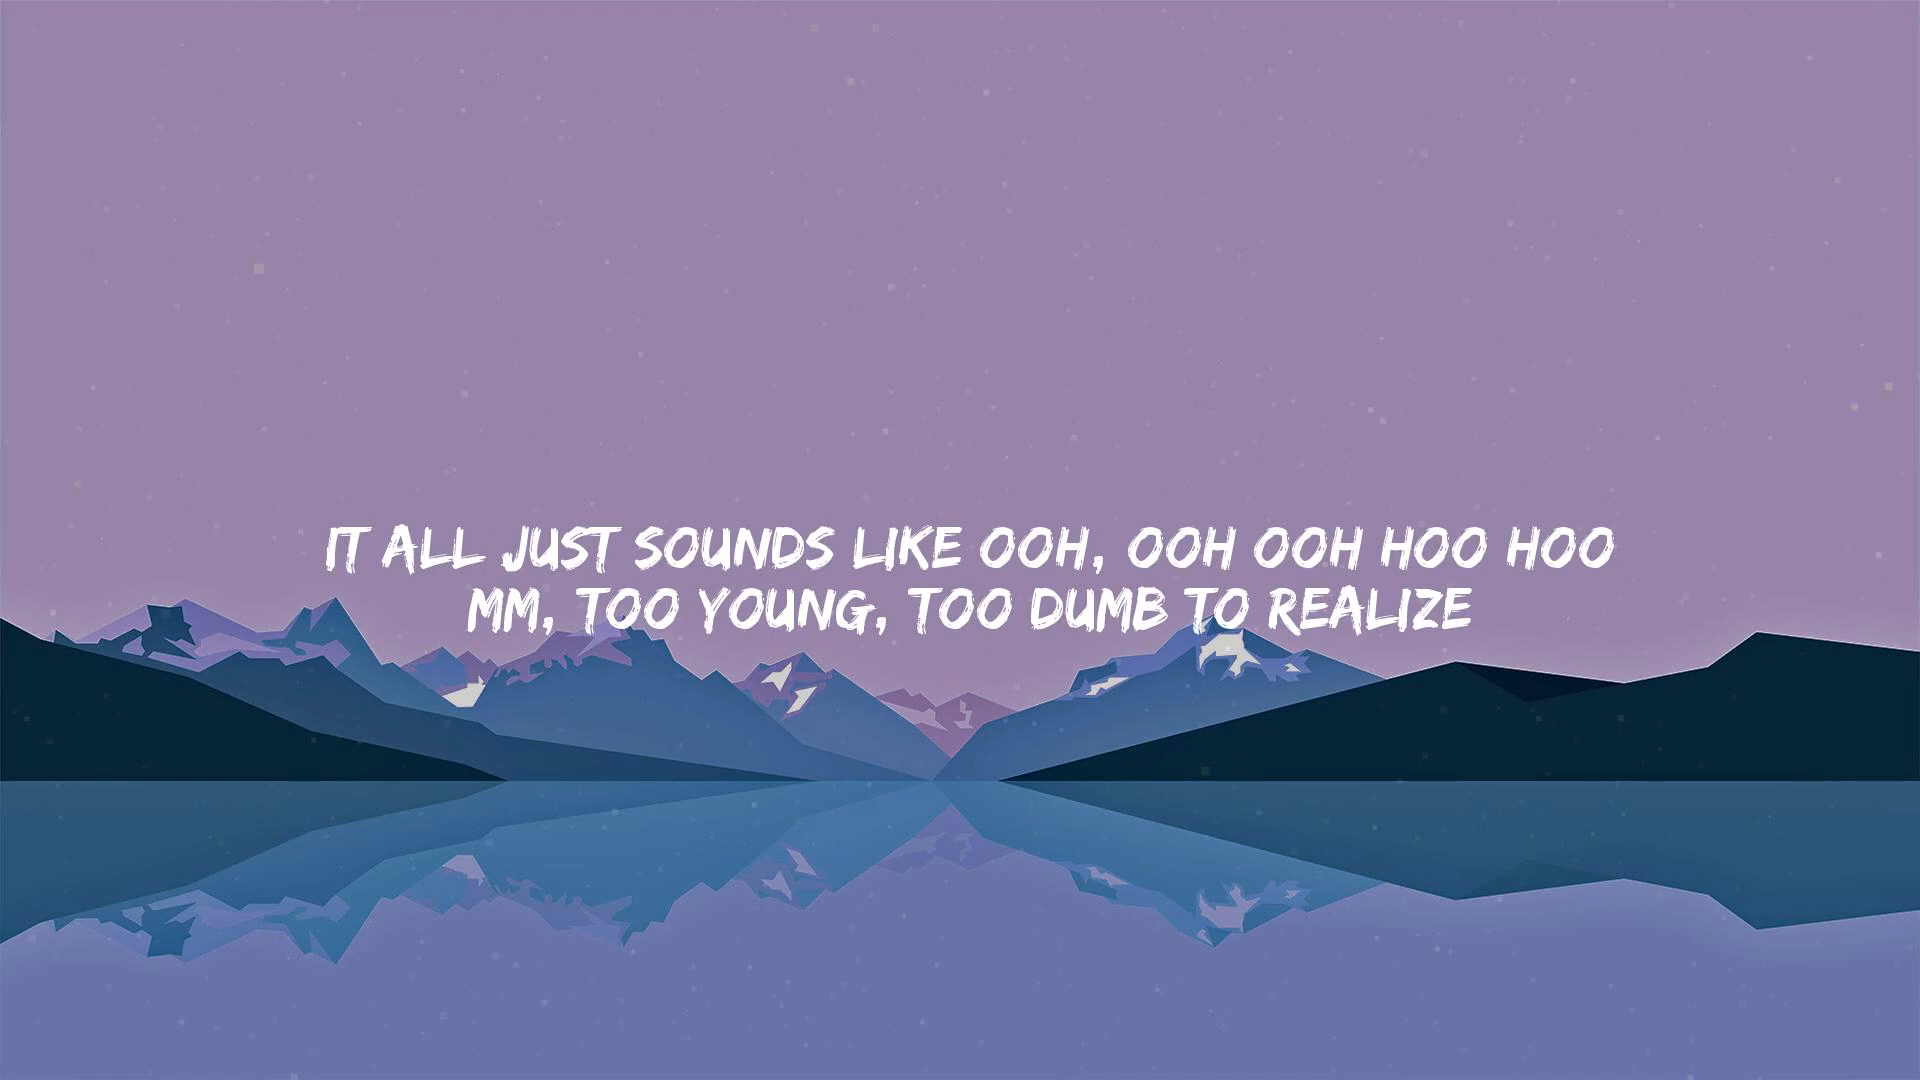 IT ALL JUST SOUNDS LIKE OOH, OOH OOH HOO HOO
MM, TOO YOUNG, TOO DUMB TO REALIZE